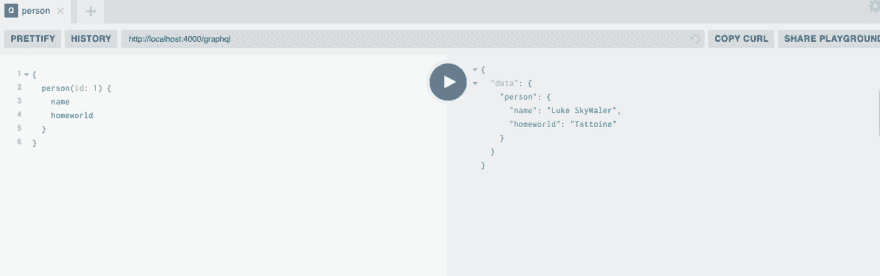 person
PRETTIFY HISTORY http://localhost:4000/graphql COPY CURL SHARE PLAYGROUND
1 {
2 person(id: 1) {
3 name
4 homeworld
5 }
6 }
{
"data": {
"person": {
"name": "Luke SkyWaler",
"homeworld": "Tattoine"
}
}
}